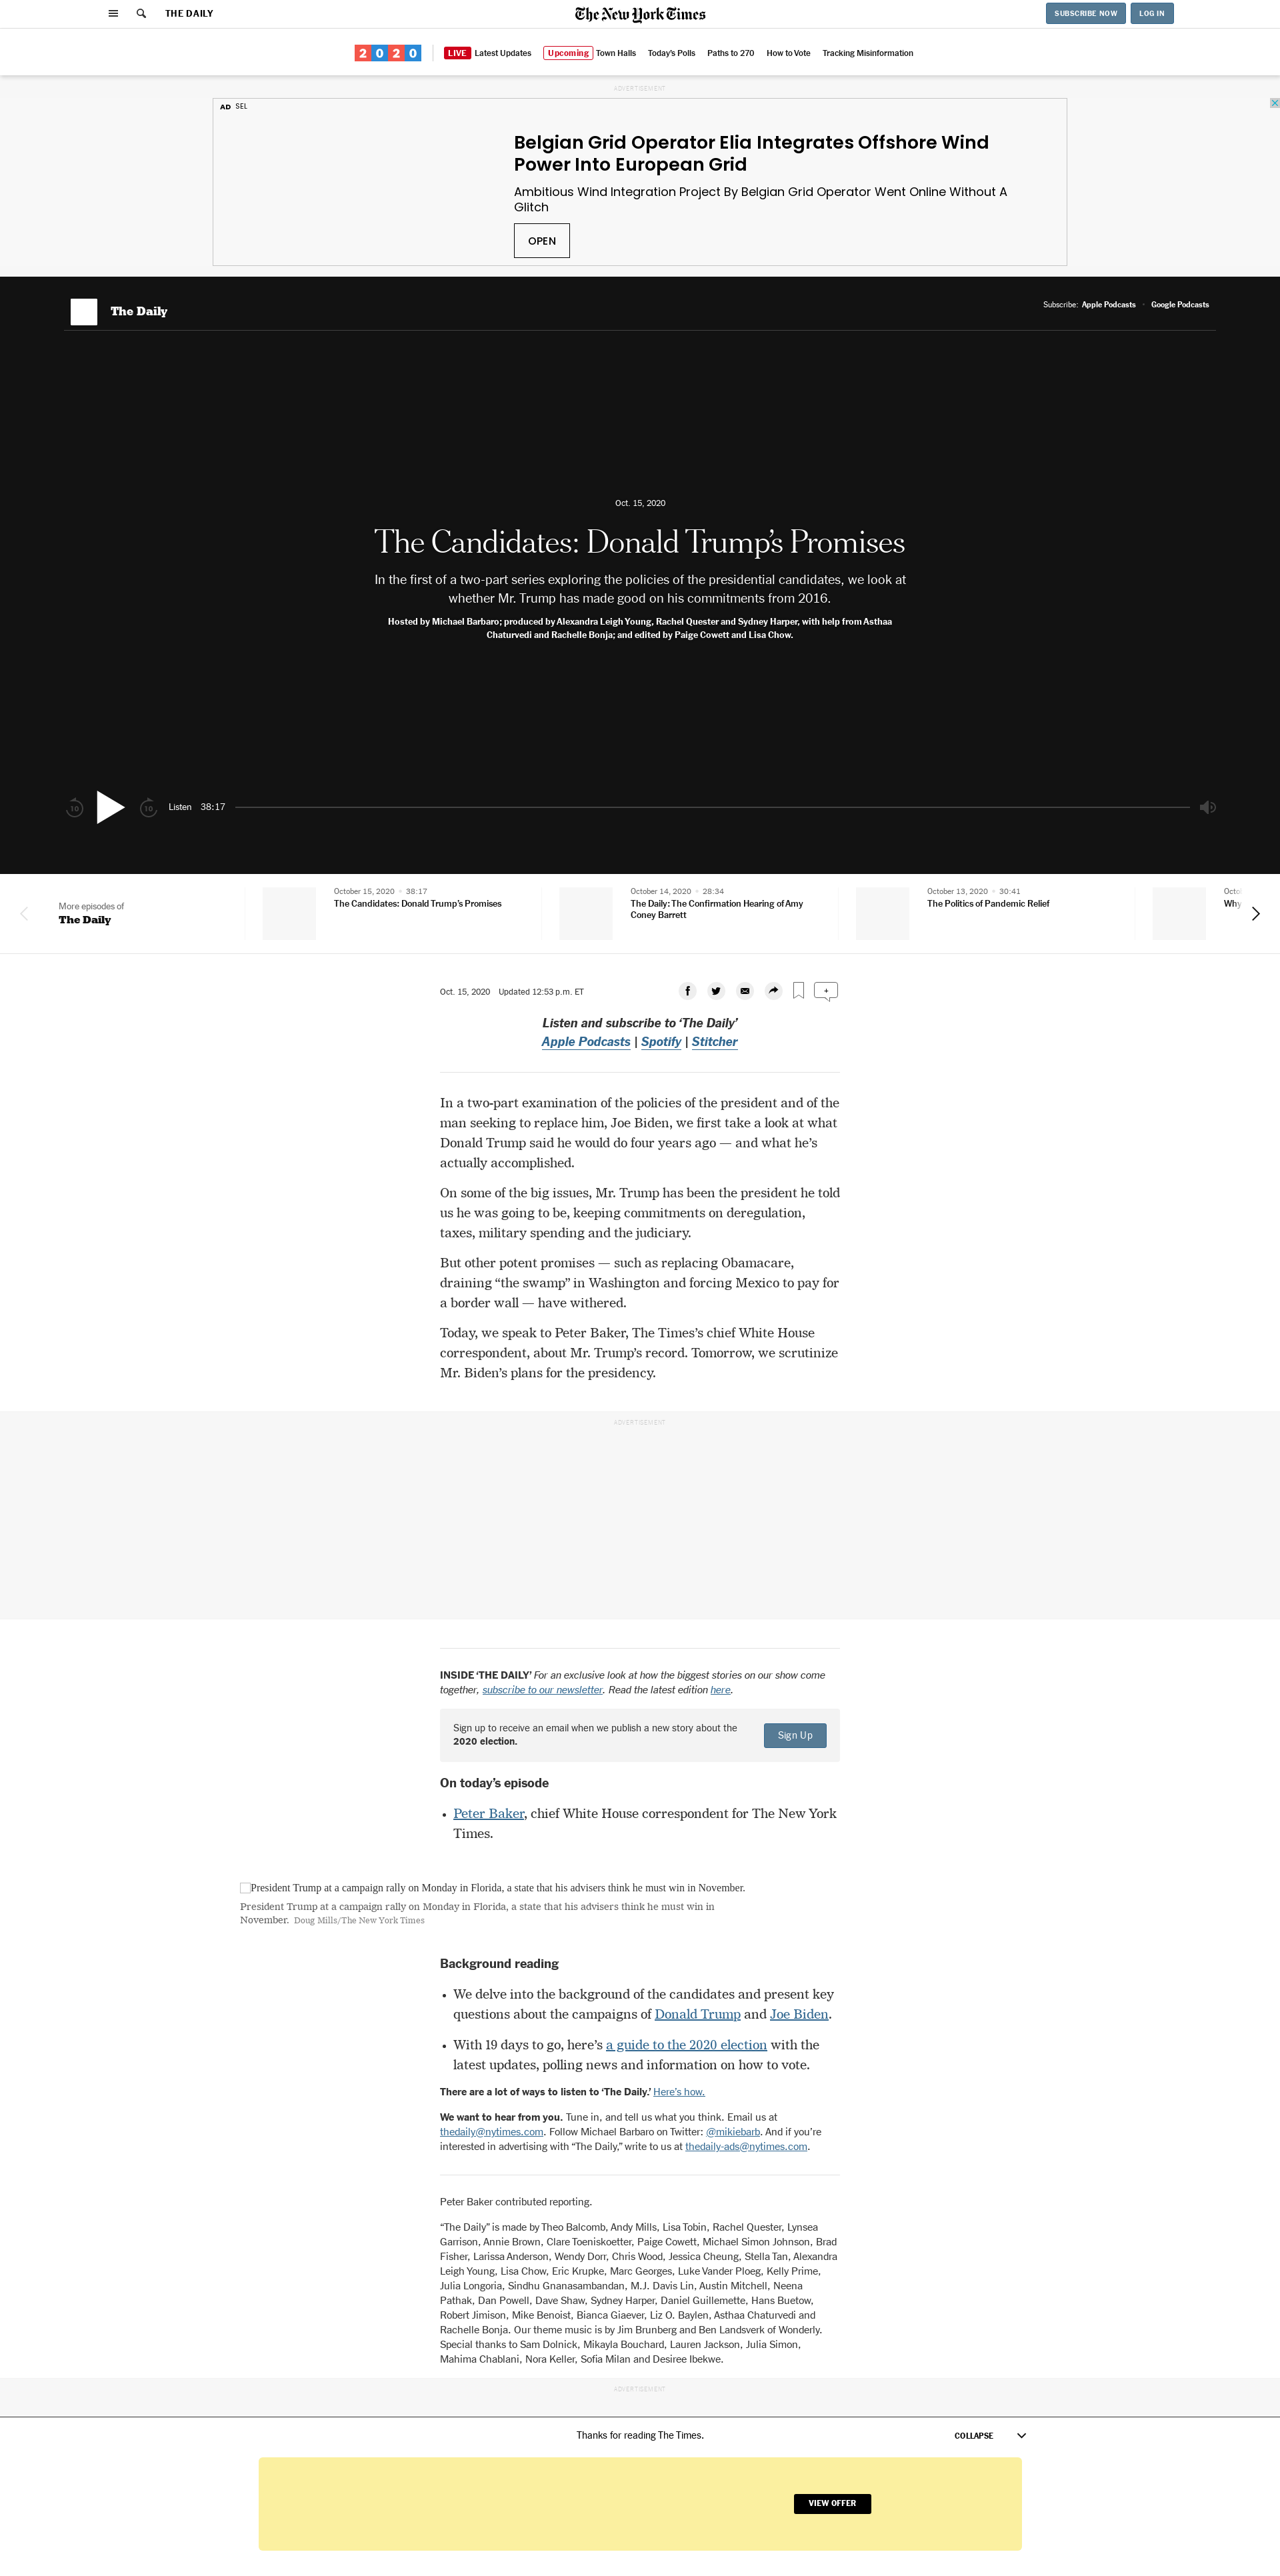 THE DAILY
The New York Times
SUBSCRIBE NOW
LOG IN
2020
LIVE Latest Updates
Upcoming Town Halls
Today's Polls
Paths to 270
How to Vote
Tracking Misinformation
ADVERTISEMENT
AD SEL
Belgian Grid Operator Elia Integrates Offshore Wind
Power Into European Grid
Ambitious Wind Integration Project By Belgian Grid Operator Went Online Without A
Glitch
OPEN
The Daily
Subscribe: Apple Podcasts • Google Podcasts
Oct. 15, 2020
The Candidates: Donald Trump's Promises
In the first of a two-part series exploring the policies of the presidential candidates, we look at
whether Mr. Trump has made good on his commitments from 2016.
Hosted by Michael Barbaro; produced by Alexandra Leigh Young, Rachel Quester and Sydney Harper, with help from Asthaa
Chaturvedi and Rachelle Bonja; and edited by Paige Cowett and Lisa Chow.
10
10
Listen 38:17
More episodes of
The Daily
October 15, 2020 • 38:17
The Candidates: Donald Trump's Promises
October 14, 2020 • 28:34
The Daily: The Confirmation Hearing of Amy
Coney Barrett
October 13, 2020 • 30:41
The Politics of Pandemic Relief
Octo
Why
Oct. 15, 2020 Updated 12:53 p.m. ET
+
Listen and subscribe to ‘The Daily’
Apple Podcasts | Spotify | Stitcher
In a two-part examination of the policies of the president and of the
man seeking to replace him, Joe Biden, we first take a look at what
Donald Trump said he would do four years ago — and what he’s
actually accomplished.
On some of the big issues, Mr. Trump has been the president he told
us he was going to be, keeping commitments on deregulation,
taxes, military spending and the judiciary.
But other potent promises — such as replacing Obamacare,
draining “the swamp” in Washington and forcing Mexico to pay for
a border wall — have withered.
Today, we speak to Peter Baker, The Times’s chief White House
correspondent, about Mr. Trump’s record. Tomorrow, we scrutinize
Mr. Biden’s plans for the presidency.
ADVERTISEMENT
INSIDE ‘THE DAILY’ For an exclusive look at how the biggest stories on our show come
together, subscribe to our newsletter. Read the latest edition here.
Sign up to receive an email when we publish a new story about the
2020 election.
Sign Up
On today’s episode
• Peter Baker, chief White House correspondent for The New York
Times.
President Trump at a campaign rally on Monday in Florida, a state that his advisers think he must win in November.
President Trump at a campaign rally on Monday in Florida, a state that his advisers think he must win in
November. Doug Mills/The New York Times
Background reading
• We delve into the background of the candidates and present key
questions about the campaigns of Donald Trump and Joe Biden.
• With 19 days to go, here’s a guide to the 2020 election with the
latest updates, polling news and information on how to vote.
There are a lot of ways to listen to ‘The Daily.’ Here’s how.
We want to hear from you. Tune in, and tell us what you think. Email us at
thedaily@nytimes.com. Follow Michael Barbaro on Twitter: @mikiebarb. And if you’re
interested in advertising with “The Daily,” write to us at thedaily-ads@nytimes.com.
Peter Baker contributed reporting.
“The Daily” is made by Theo Balcomb, Andy Mills, Lisa Tobin, Rachel Quester, Lynsea
Garrison, Annie Brown, Clare Toeniskoetter, Paige Cowett, Michael Simon Johnson, Brad
Fisher, Larissa Anderson, Wendy Dorr, Chris Wood, Jessica Cheung, Stella Tan, Alexandra
Leigh Young, Lisa Chow, Eric Krupke, Marc Georges, Luke Vander Ploeg, Kelly Prime,
Julia Longoria, Sindhu Gnanasambandan, M.J. Davis Lin, Austin Mitchell, Neena
Pathak, Dan Powell, Dave Shaw, Sydney Harper, Daniel Guillemette, Hans Buetow,
Robert Jimison, Mike Benoist, Bianca Giaever, Liz O. Baylen, Asthaa Chaturvedi and
Rachelle Bonja. Our theme music is by Jim Brunberg and Ben Landsverk of Wonderly.
Special thanks to Sam Dolnick, Mikayla Bouchard, Lauren Jackson, Julia Simon,
Mahima Chablani, Nora Keller, Sofia Milan and Desiree Ibekwe.
ADVERTISEMENT
Thanks for reading The Times.
COLLAPSE
VIEW OFFER